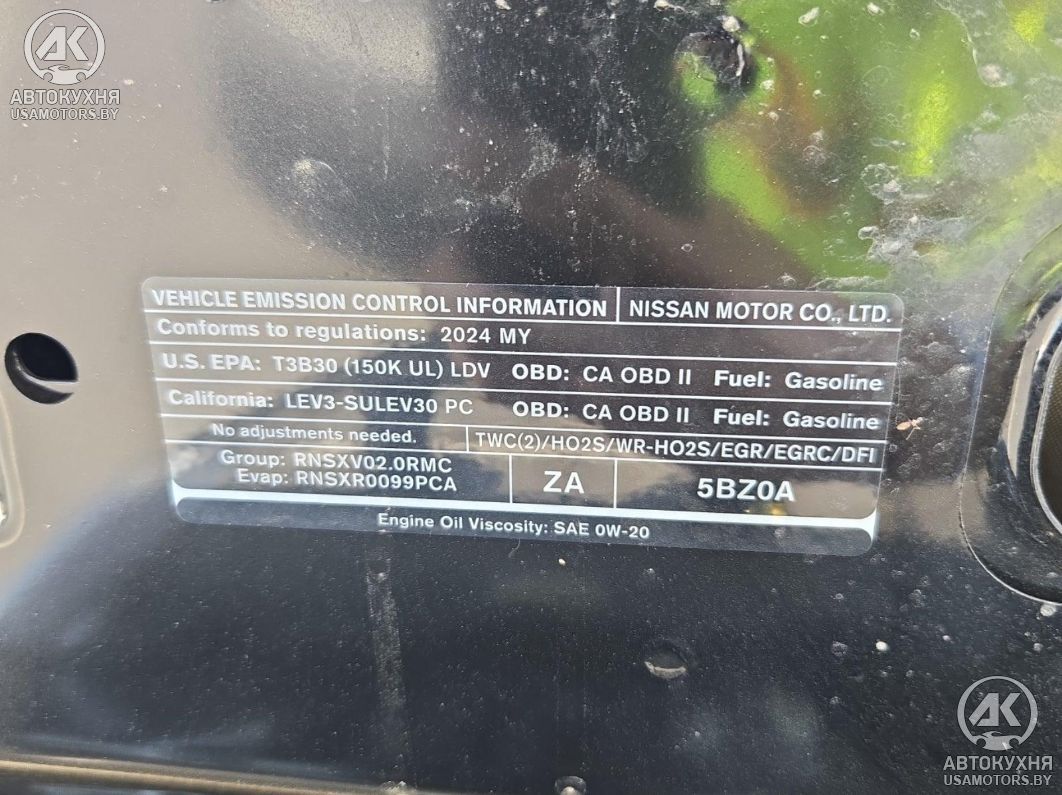 АК
АВТОКУХНЯ
USAMOTORS.BY
VEHICLE EMISSION CONTROL INFORMATION NISSAN MOTOR CO., LTD.
Conforms to regulations: 2024 MY
U.S. EPA: T3B30 (150K UL) LDV OBD: CA OBD II Fuel: Gasoline
California: LEV3-SULEV30 PC OBD: CA OBD II Fuel: Gasoline
No adjustments needed. TWC(2)/HO2S/WR-HO2S/EGR/EGRC/DFI
Group: RNSXV02.0RMC
Evap: RNSXR0099PCA
ZA 5BZ0A
Engine Oil Viscosity: SAE 0W-20
АК
АВТОКУХНЯ
USAMOTORS.BY